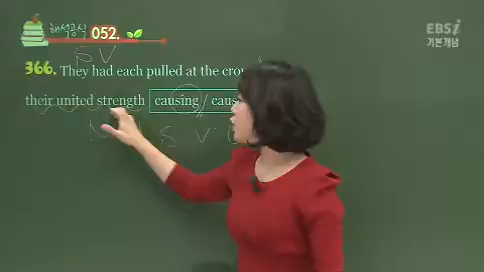 해석공식 052.
EBSi
기본개념
S V
366. They had each pulled at the
their united strength causing / caus
S V